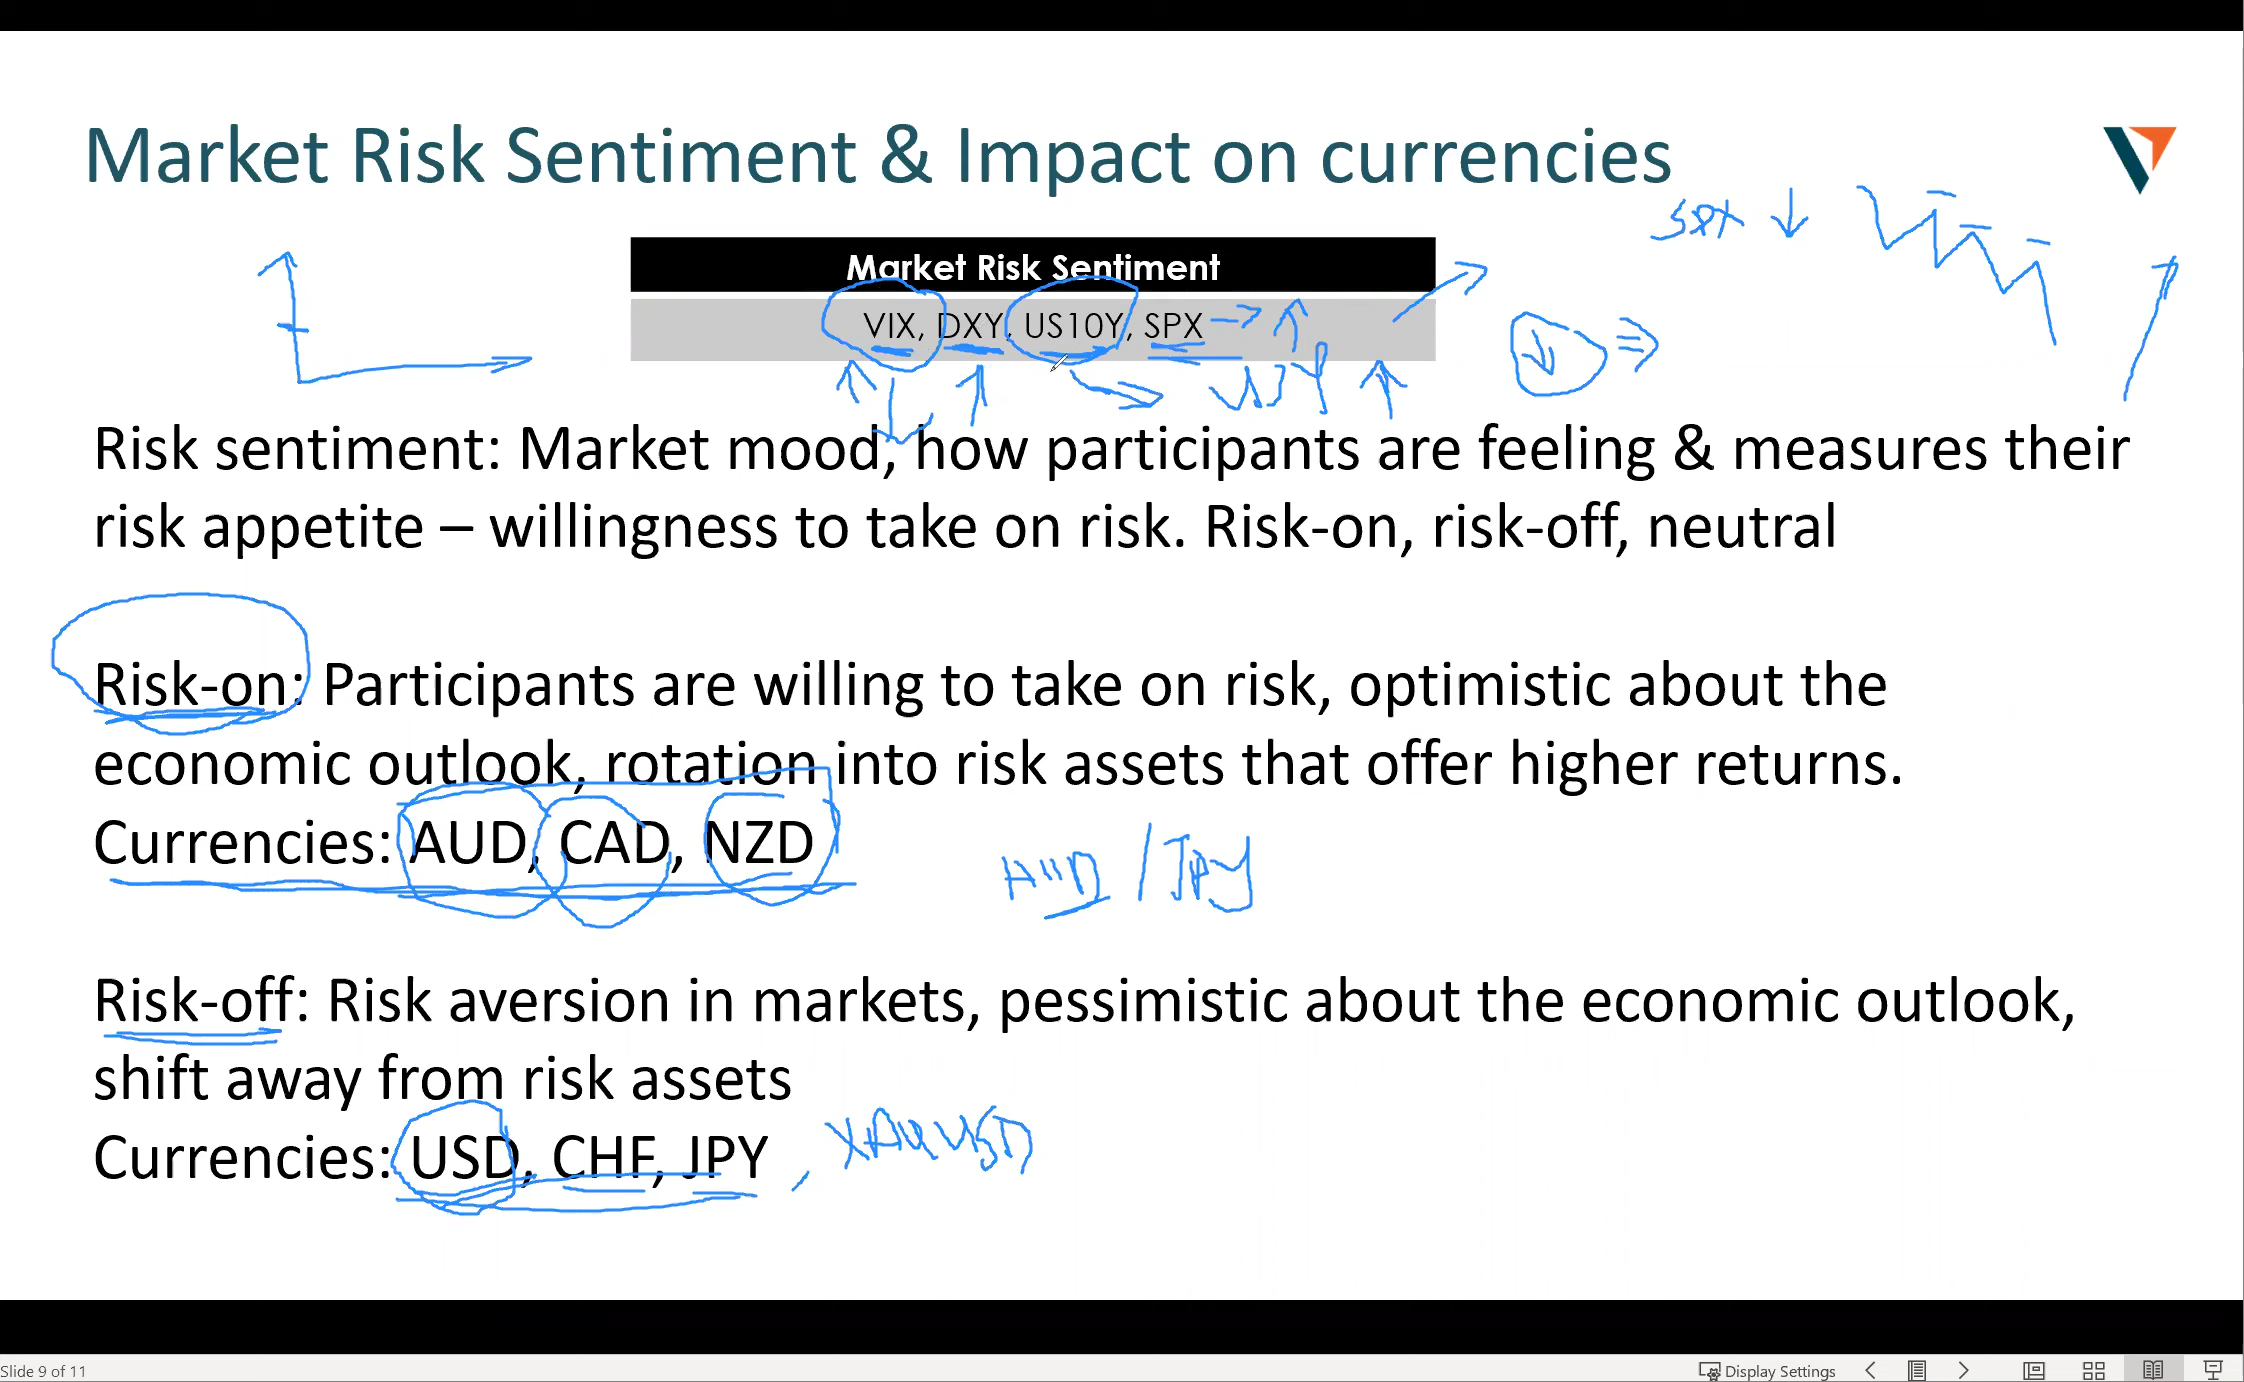 Market Risk Sentiment & Impact on currencies
SPX
Market Risk Sentiment
VIX, DXY, US10Y, SPX
Risk sentiment: Market mood, how participants are feeling & measures their
risk appetite – willingness to take on risk. Risk-on, risk-off, neutral
Risk-on: Participants are willing to take on risk, optimistic about the
economic outlook, rotation into risk assets that offer higher returns.
Currencies: AUD, CAD, NZD
AUD / JPY
Risk-off: Risk aversion in markets, pessimistic about the economic outlook,
shift away from risk assets
Currencies: USD, CHF, JPY , XAUUSD
Slide 9 of 11
Display Settings